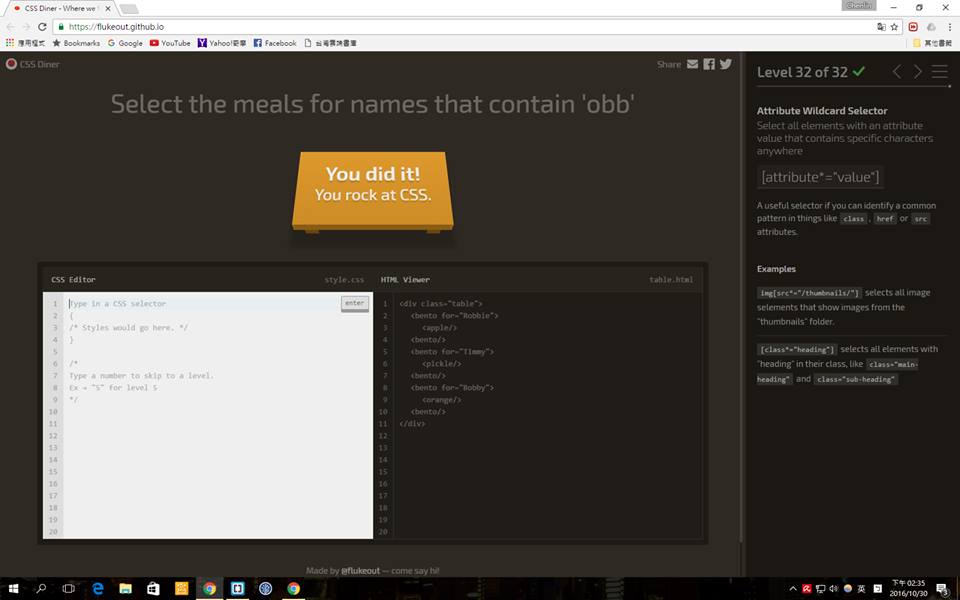 CSS Diner - Where we f
Chenlin
https://flukeout.github.io
應用程式 Bookmarks Google YouTube Yahoo!奇摩 Facebook 台灣雲端書庫 其他書籤
CSS Diner
Share
Select the meals for names that contain 'obb'
You did it!
You rock at CSS.
CSS Editor style.css
1 Type in a CSS selector enter
2 {
3 /* Styles would go here. */
4 }
5
6 /*
7 Type a number to skip to a level.
8 Ex → "5" for level 5
9 */
10
11
12
13
14
15
16
17
18
19
20
HTML Viewer table.html
1 <div class="table">
2 <bento for="Robbie">
3 <apple/>
4 <bento/>
5 <bento for="Timmy">
6 <pickle/>
7 <bento/>
8 <bento for="Bobby">
9 <orange/>
10 <bento/>
11 </div>
12
13
14
15
16
17
18
19
20
Made by @flukeout — come say hi!
Level 32 of 32
Attribute Wildcard Selector
Select all elements with an attribute
value that contains specific characters
anywhere
[attribute*="value"]
A useful selector if you can identify a common
pattern in things like class , href or src
attributes.
Examples
img[src*="/thumbnails/"] selects all image
selements that show images from the
"thumbnails" folder.
[class*="heading"] selects all elements with
"heading" in their class, like class="main-
heading" and class="sub-heading"
英
下午 02:35
2016/10/30
3